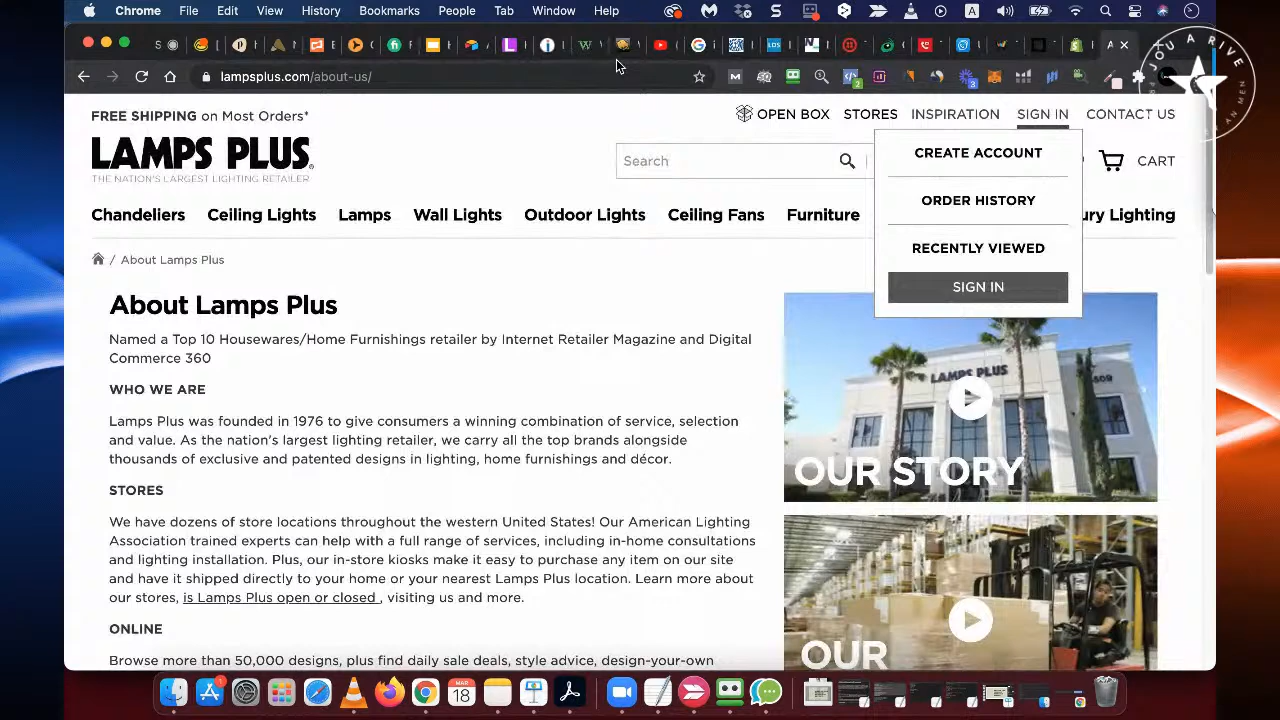 Chrome File Edit View History Bookmarks People Tab Window Help
lampsplus.com/about-us/
FREE SHIPPING on Most Orders*
OPEN BOX STORES INSPIRATION SIGN IN CONTACT US
LAMPS PLUS®
THE NATION'S LARGEST LIGHTING RETAILER
Search
CART
CREATE ACCOUNT
ORDER HISTORY
RECENTLY VIEWED
SIGN IN
Chandeliers Ceiling Lights Lamps Wall Lights Outdoor Lights Ceiling Fans Furniture ury Lighting
/ About Lamps Plus
About Lamps Plus
Named a Top 10 Housewares/Home Furnishings retailer by Internet Retailer Magazine and Digital
Commerce 360
WHO WE ARE
Lamps Plus was founded in 1976 to give consumers a winning combination of service, selection
and value. As the nation's largest lighting retailer, we carry all the top brands alongside
thousands of exclusive and patented designs in lighting, home furnishings and décor.
STORES
We have dozens of store locations throughout the western United States! Our American Lighting
Association trained experts can help with a full range of services, including in-home consultations
and lighting installation. Plus, our in-store kiosks make it easy to purchase any item on our site
and have it shipped directly to your home or your nearest Lamps Plus location. Learn more about
our stores, is Lamps Plus open or closed , visiting us and more.
ONLINE
Browse more than 50,000 designs, plus find daily sale deals, style advice, design-your-own
LAMPS PLUS
OUR STORY
OUR
MAR
18